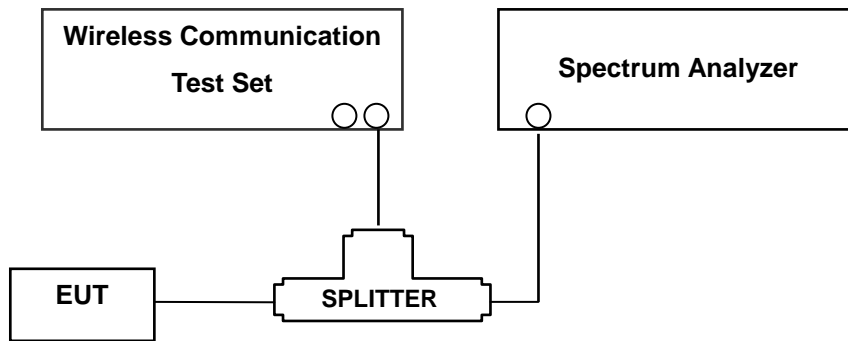 Wireless Communication
Test Set
Spectrum Analyzer
EUT
SPLITTER